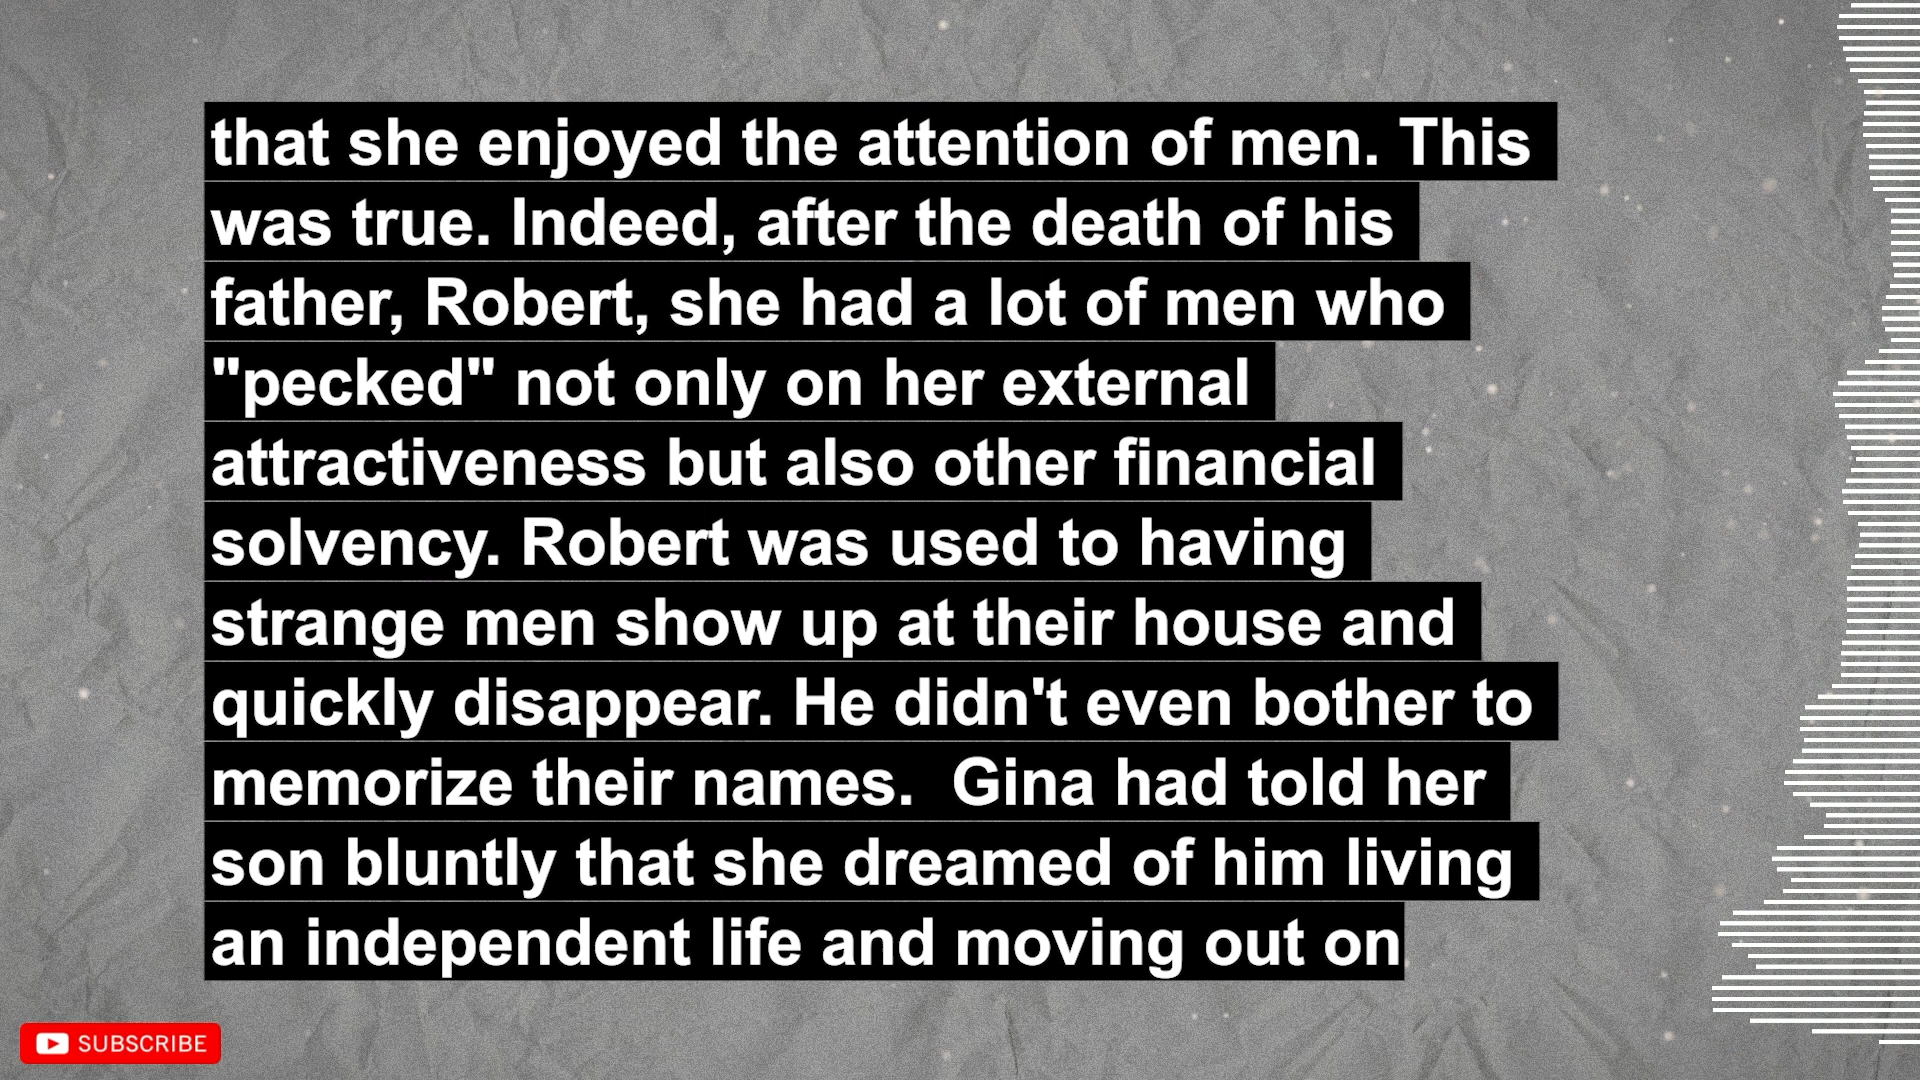 that she enjoyed the attention of men. This
was true. Indeed, after the death of his
father, Robert, she had a lot of men who
"pecked" not only on her external
attractiveness but also other financial
solvency. Robert was used to having
strange men show up at their house and
quickly disappear. He didn't even bother to
memorize their names.  Gina had told her
son bluntly that she dreamed of him living
an independent life and moving out on
SUBSCRIBE